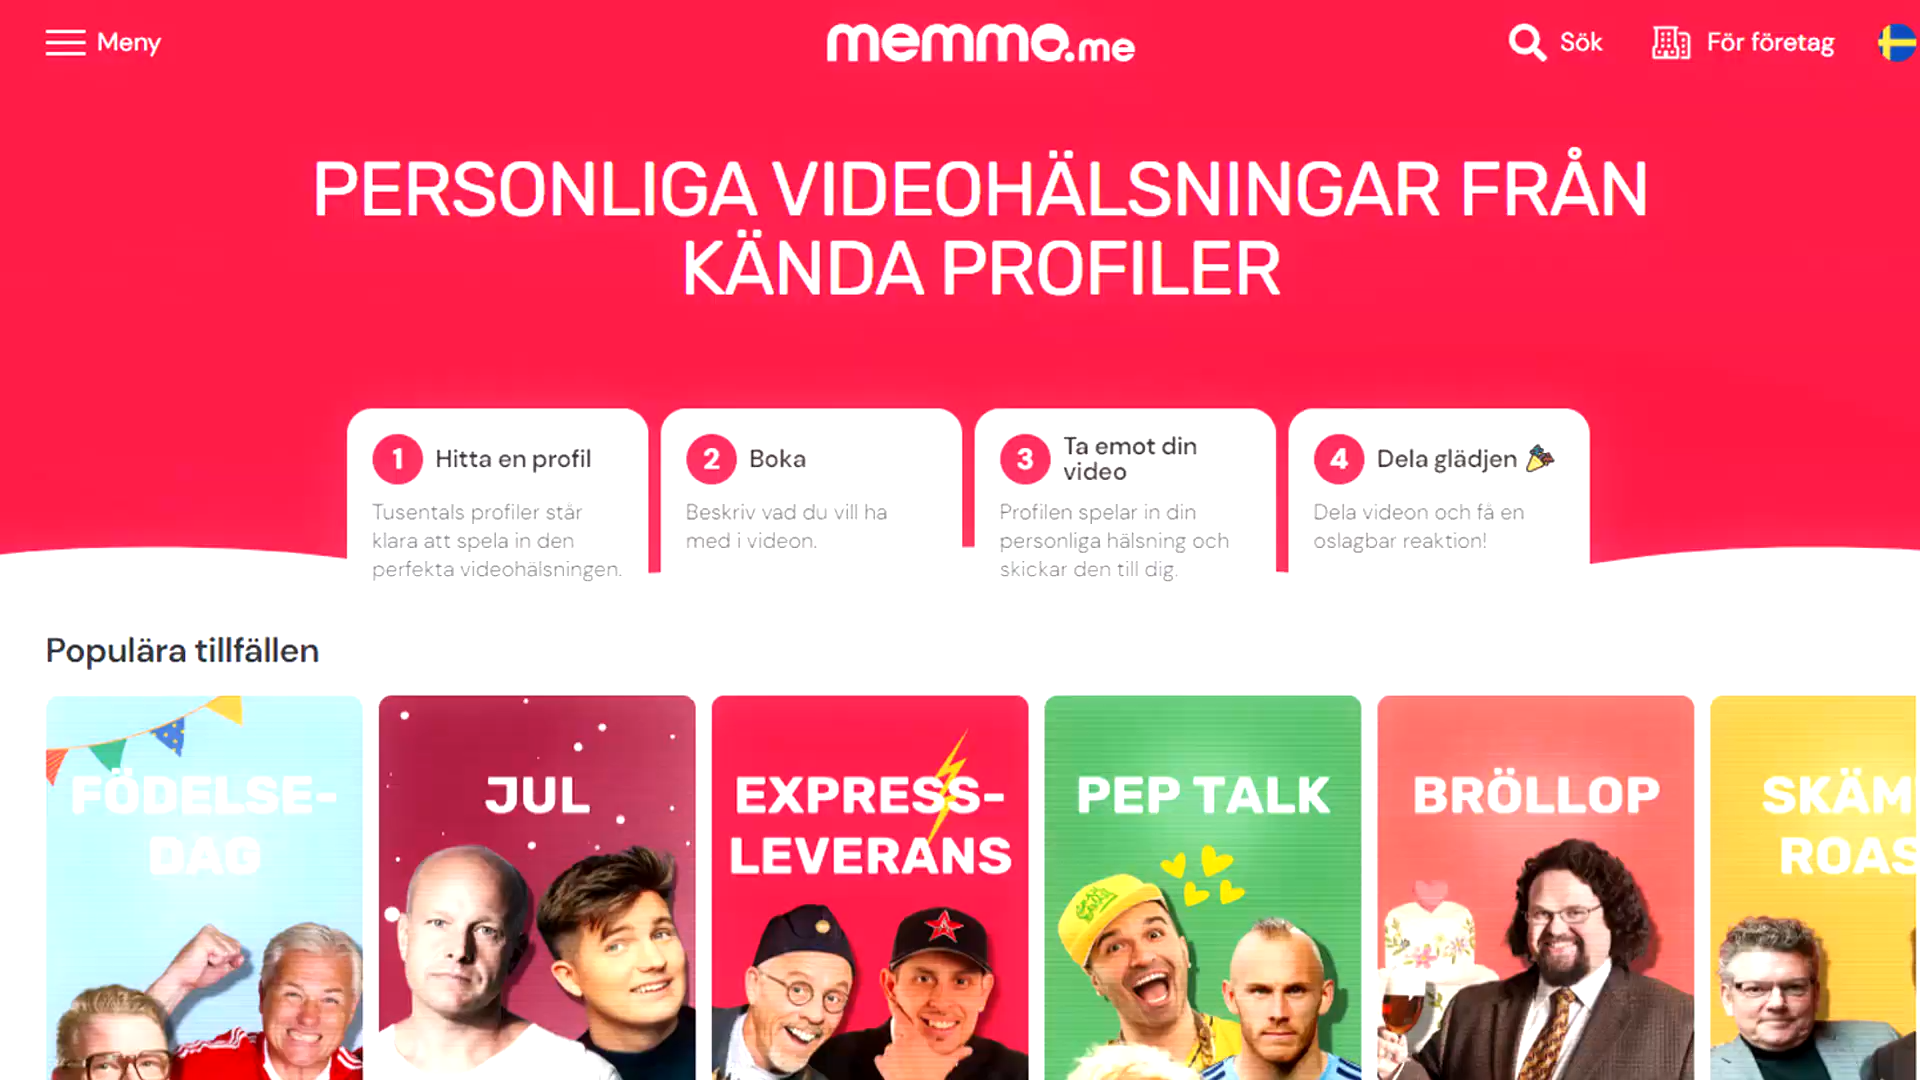 Meny
memmo.me
Sök
För företag
PERSONLIGA VIDEOHÄLSNINGAR FRÅN
KÄNDA PROFILER
1 Hitta en profil
Tusentals profiler står
klara att spela in den
perfekta videohälsningen.
2 Boka
Beskriv vad du vill ha
med i videon.
3 Ta emot din
video
Profilen spelar in din
personliga hälsning och
skickar den till dig.
4 Dela glädjen
Dela videon och få en
oslagbar reaktion!
Populära tillfällen
FÖDELSE-
DAG
JUL
EXPRESS-
LEVERANS
PEP TALK
BRÖLLOP
SKÄM
ROAS